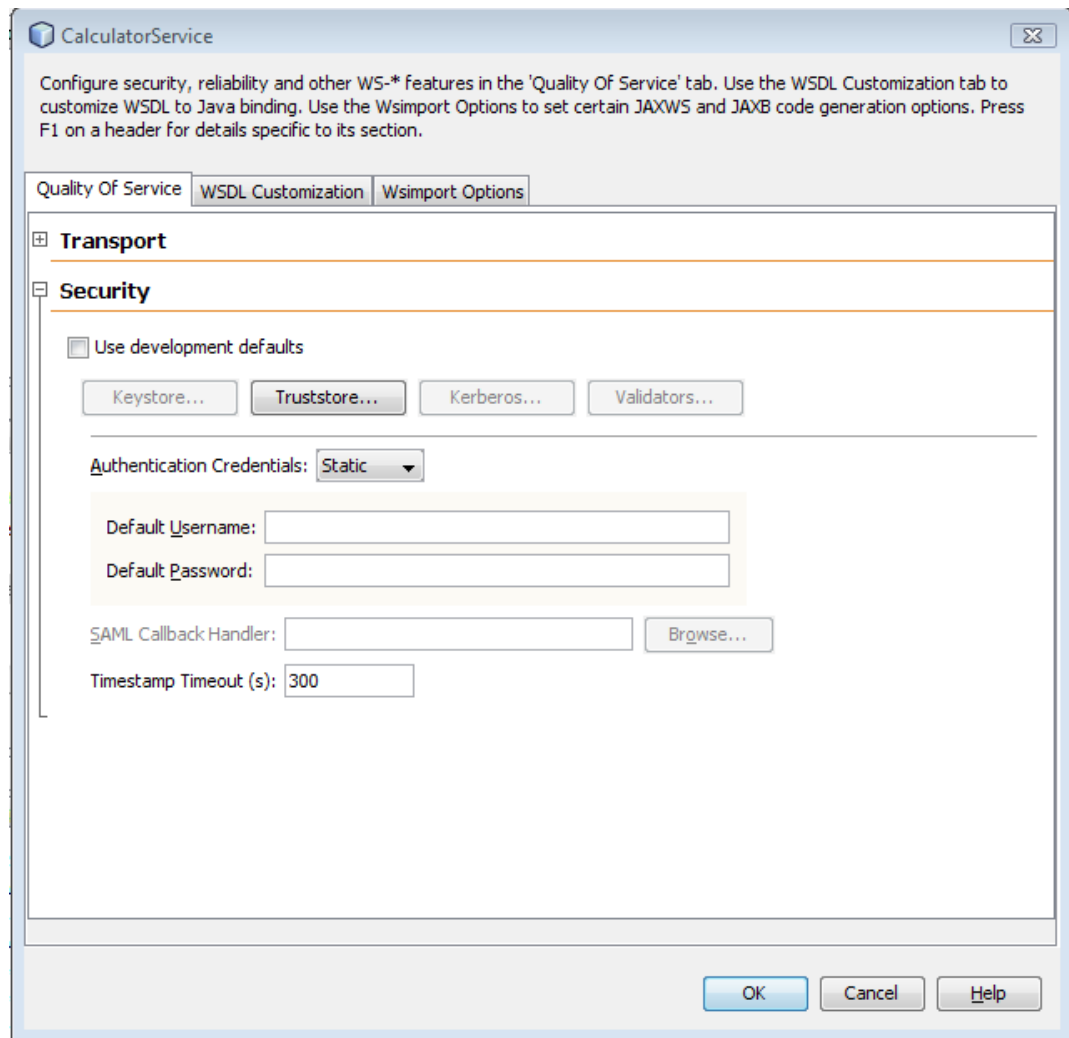 CalculatorService
Configure security, reliability and other WS-* features in the 'Quality Of Service' tab. Use the WSDL Customization tab to
customize WSDL to Java binding. Use the Wsimport Options to set certain JAXWS and JAXB code generation options. Press
F1 on a header for details specific to its section.
Quality Of Service WSDL Customization Wsimport Options
Transport
Security
Use development defaults
Keystore... Truststore... Kerberos... Validators...
Authentication Credentials: Static
Default Username:
Default Password:
SAML Callback Handler: Browse...
Timestamp Timeout (s): 300
OK Cancel Help